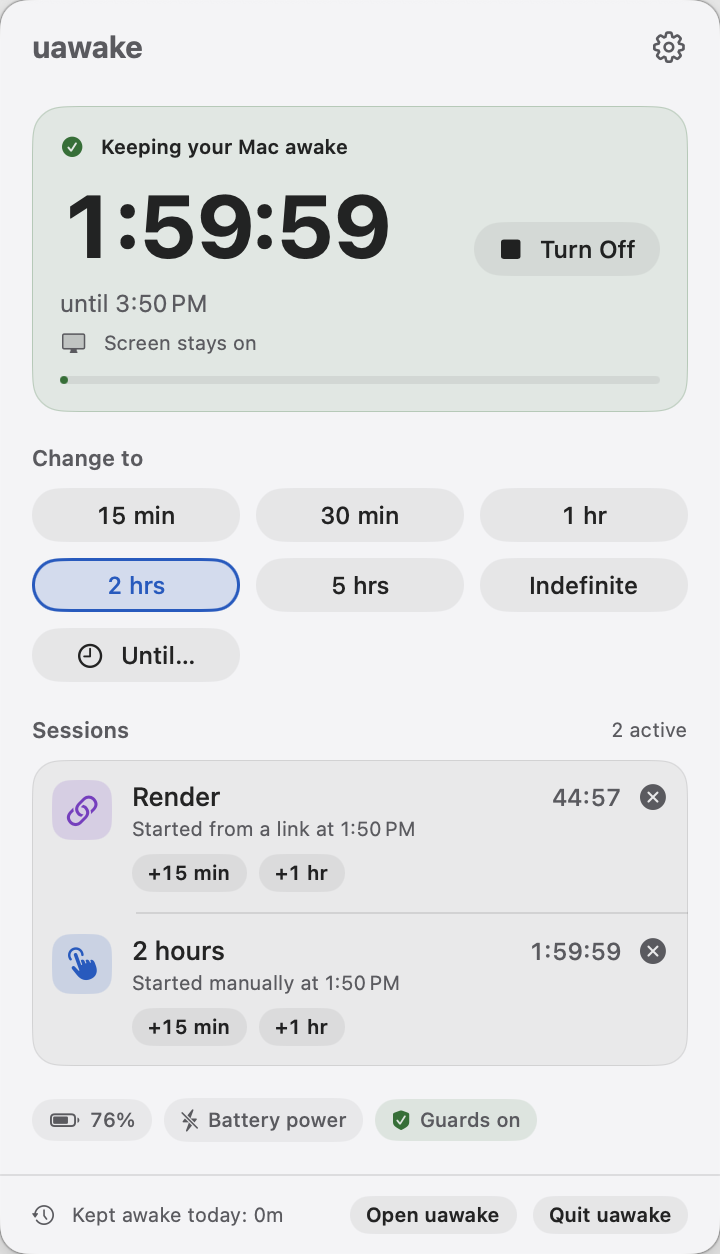 uawake
Keeping your Mac awake
1:59:59
Turn Off
until 3:50 PM
Screen stays on
Change to
15 min
30 min
1 hr
2 hrs
5 hrs
Indefinite
Until...
Sessions
2 active
Render
44:57
Started from a link at 1:50 PM
+15 min
+1 hr
2 hours
1:59:59
Started manually at 1:50 PM
+15 min
+1 hr
76%
Battery power
Guards on
Kept awake today: 0m
Open uawake
Quit uawake